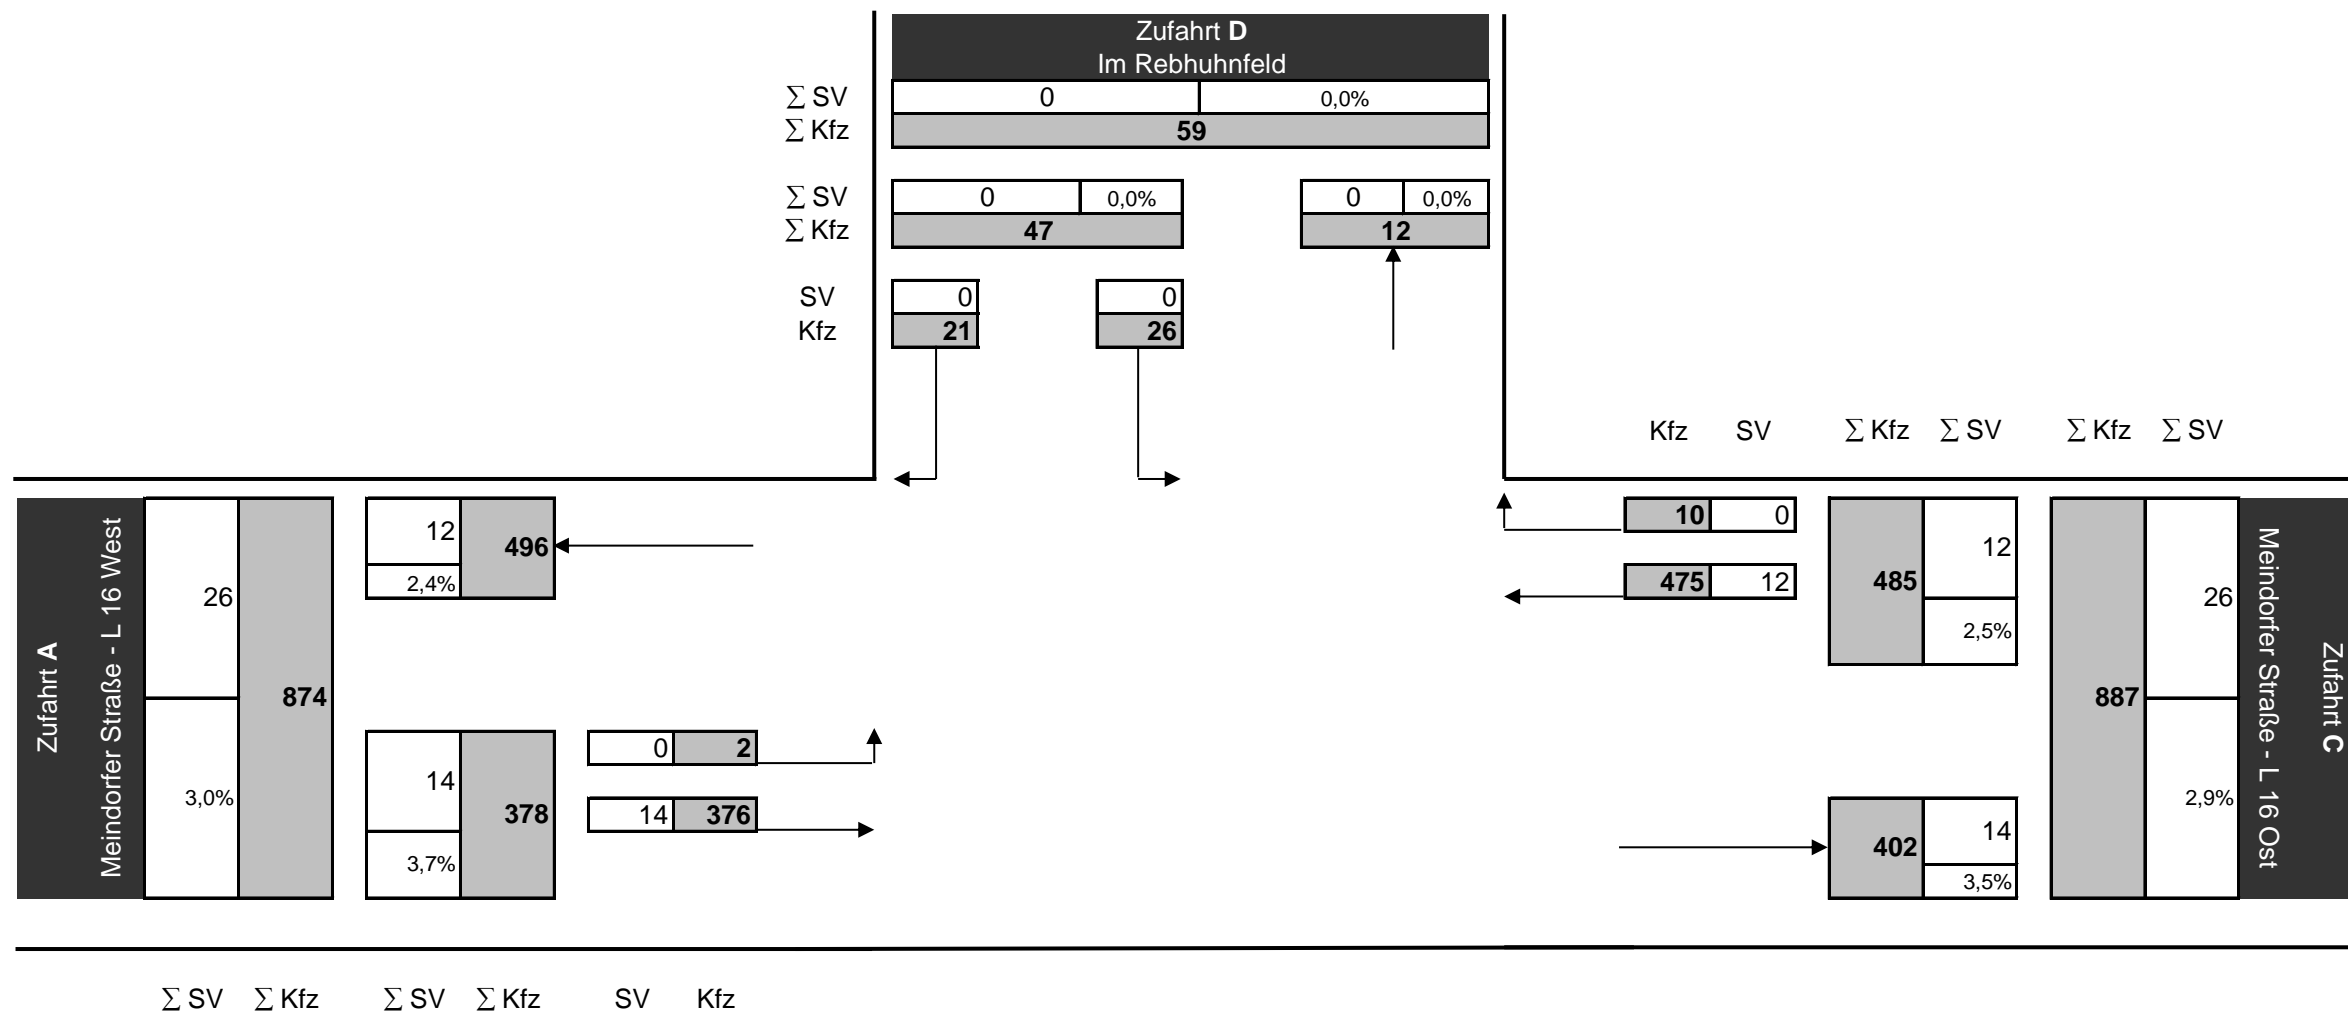 Zufahrt D
Im Rebhuhnfeld
∑ SV 0 0,0%
∑ Kfz 59
∑ SV 0 0,0% 0 0,0%
∑ Kfz 47 12
SV 0 0
Kfz 21 26
Kfz SV ∑ Kfz ∑ SV ∑ Kfz ∑ SV
Zufahrt A
Meindorfer Straße - L 16 West
26
3,0%
874
12
2,4%
496
14
3,7%
378
0 2
14 376
10 0
475 12
485
12
2,5%
402
14
3,5%
887
26
2,9%
Meindorfer Straße - L 16 Ost
Zufahrt C
∑ SV ∑ Kfz ∑ SV ∑ Kfz SV Kfz